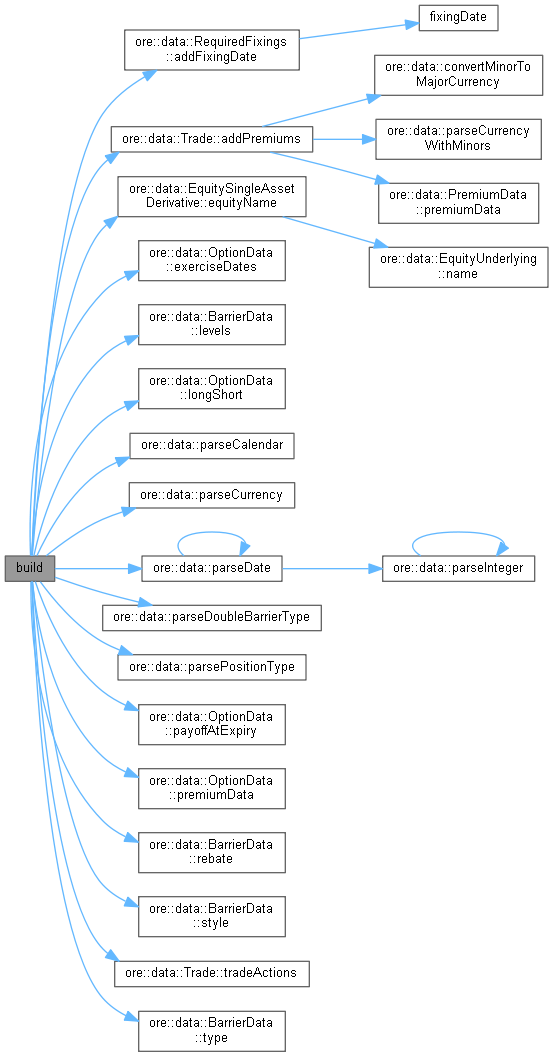 fixingDate
ore::data::RequiredFixings
::addFixingDate
ore::data::convertMinorTo
MajorCurrency
ore::data::Trade::addPremiums
ore::data::parseCurrency
WithMinors
ore::data::EquitySingleAsset
Derivative::equityName
ore::data::PremiumData
::premiumData
ore::data::EquityUnderlying
::name
ore::data::OptionData
::exerciseDates
ore::data::BarrierData
::levels
ore::data::OptionData
::longShort
ore::data::parseCalendar
ore::data::parseCurrency
build
ore::data::parseDate
ore::data::parseInteger
ore::data::parseDoubleBarrierType
ore::data::parsePositionType
ore::data::OptionData
::payoffAtExpiry
ore::data::OptionData
::premiumData
ore::data::BarrierData
::rebate
ore::data::BarrierData
::style
ore::data::Trade::tradeActions
ore::data::BarrierData
::type